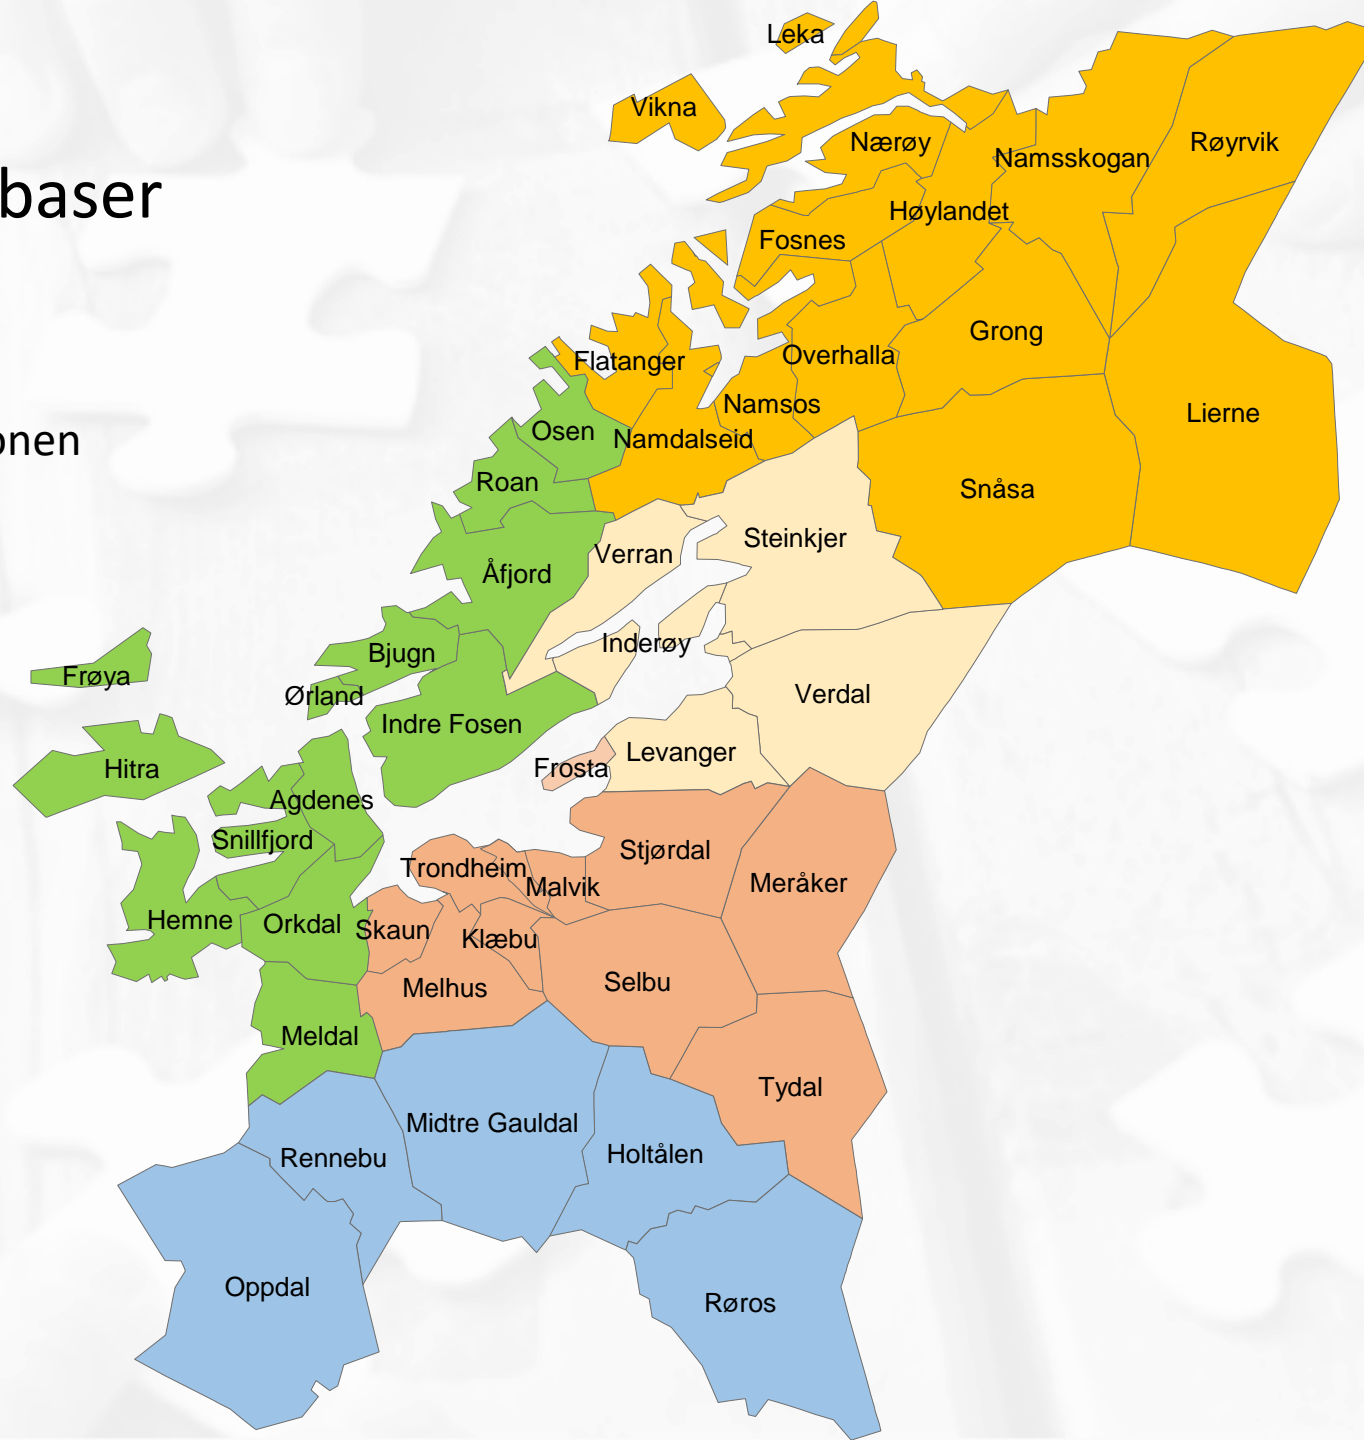 baser
onen
Leka
Vikna
Nærøy
Namsskogan
Røyrvik
Høylandet
Fosnes
Grong
Overhalla
Flatanger
Namsos
Lierne
Osen
Namdalseid
Roan
Snåsa
Steinkjer
Verran
Åfjord
Inderøy
Bjugn
Frøya
Ørland
Verdal
Indre Fosen
Levanger
Hitra
Frosta
Agdenes
Snillfjord
Stjørdal
Trondheim
Malvik
Meråker
Hemne
Orkdal
Skaun
Klæbu
Selbu
Melhus
Meldal
Tydal
Midtre Gauldal
Rennebu
Holtålen
Oppdal
Røros